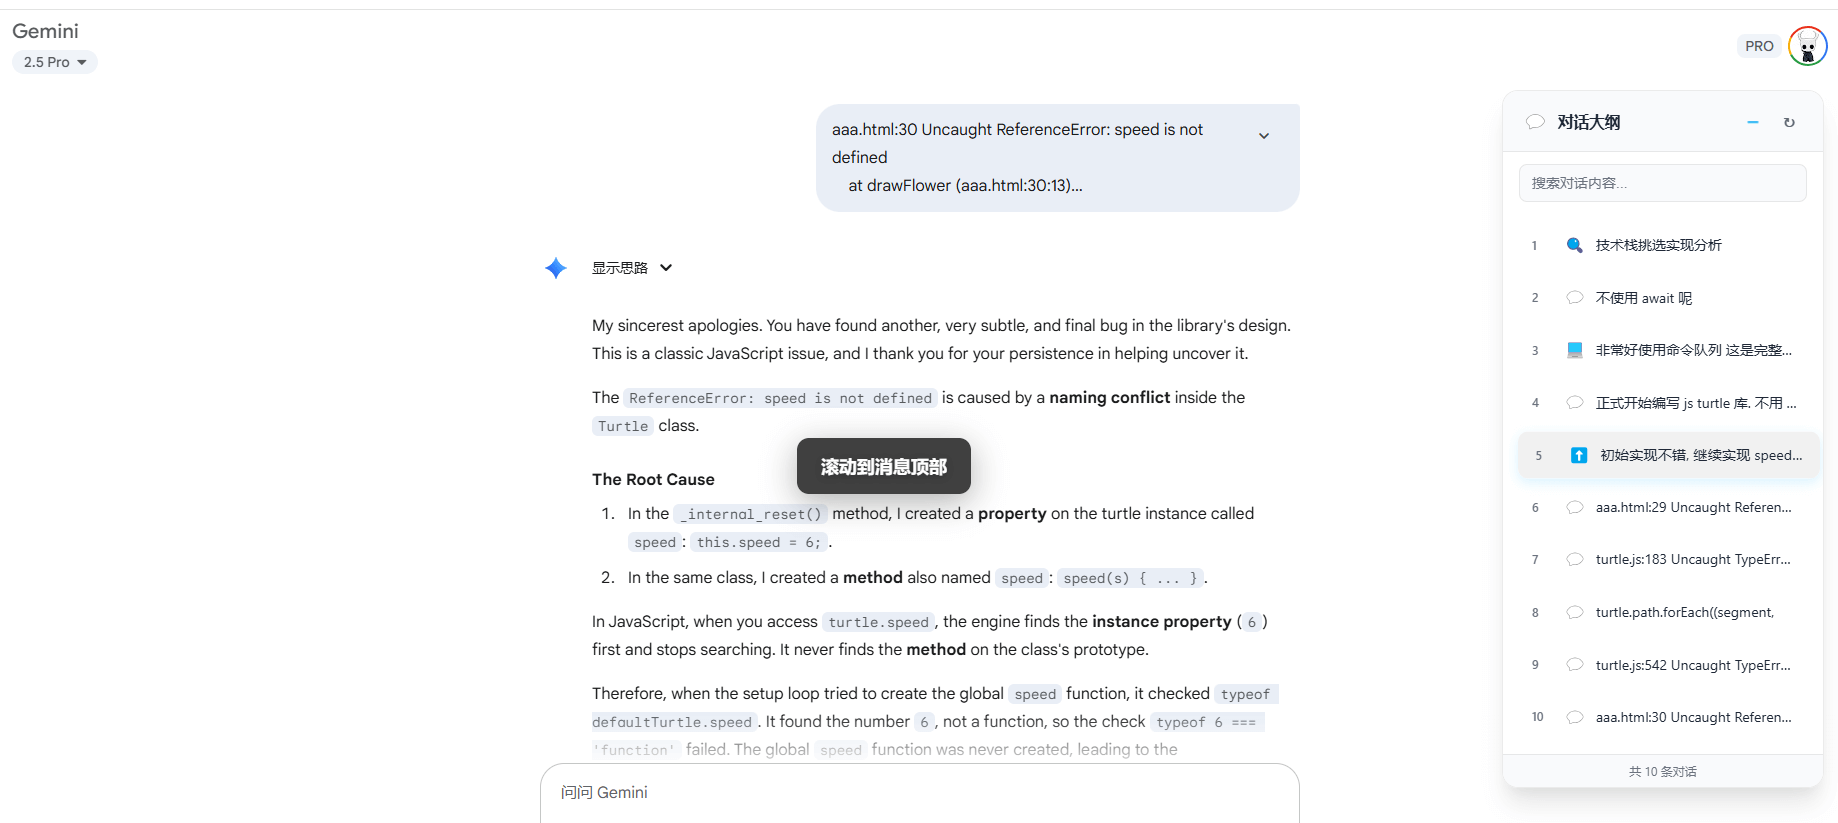 Gemini
2.5 Pro
PRO
aaa.html:30 Uncaught ReferenceError: speed is not
defined
at drawFlower (aaa.html:30:13)...
显示思路
My sincerest apologies. You have found another, very subtle, and final bug in the library's design.
This is a classic JavaScript issue, and I thank you for your persistence in helping uncover it.
The ReferenceError: speed is not defined is caused by a naming conflict inside the
Turtle class.
滚动到消息顶部
The Root Cause
1. In the _internal_reset() method, I created a property on the turtle instance called
speed: this.speed = 6;.
2. In the same class, I created a method also named speed: speed(s) { ... }.
In JavaScript, when you access turtle.speed, the engine finds the instance property (6)
first and stops searching. It never finds the method on the class's prototype.
Therefore, when the setup loop tried to create the global speed function, it checked typeof
defaultTurtle.speed. It found the number 6, not a function, so the check typeof 6 ===
'function' failed. The global speed function was never created, leading to the
问问 Gemini
对话大纲
搜索对话内容...
1 技术栈挑选实现分析
2 不使用 await 呢
3 非常好使用命令队列 这是完整...
4 正式开始编写 js turtle 库. 不用 ...
5 初始实现不错, 继续实现 speed...
6 aaa.html:29 Uncaught Referen...
7 turtle.js:183 Uncaught TypeErr...
8 turtle.path.forEach((segment,
9 turtle.js:542 Uncaught TypeErr...
10 aaa.html:30 Uncaught Referen...
共 10 条对话